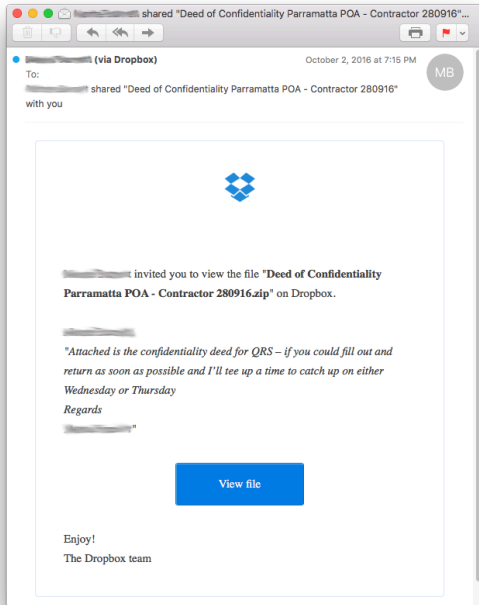 shared "Deed of Confidentiality Parramatta POA - Contractor 280916"...
(via Dropbox)
October 2, 2016 at 7:15 PM
MB
To:
shared "Deed of Confidentiality Parramatta POA - Contractor 280916"
with you
invited you to view the file "Deed of Confidentiality
Parramatta POA - Contractor 280916.zip" on Dropbox.
"Attached is the confidentiality deed for QRS – if you could fill out and
return as soon as possible and I'll tee up a time to catch up on either
Wednesday or Thursday
Regards
"
View file
Enjoy!
The Dropbox team